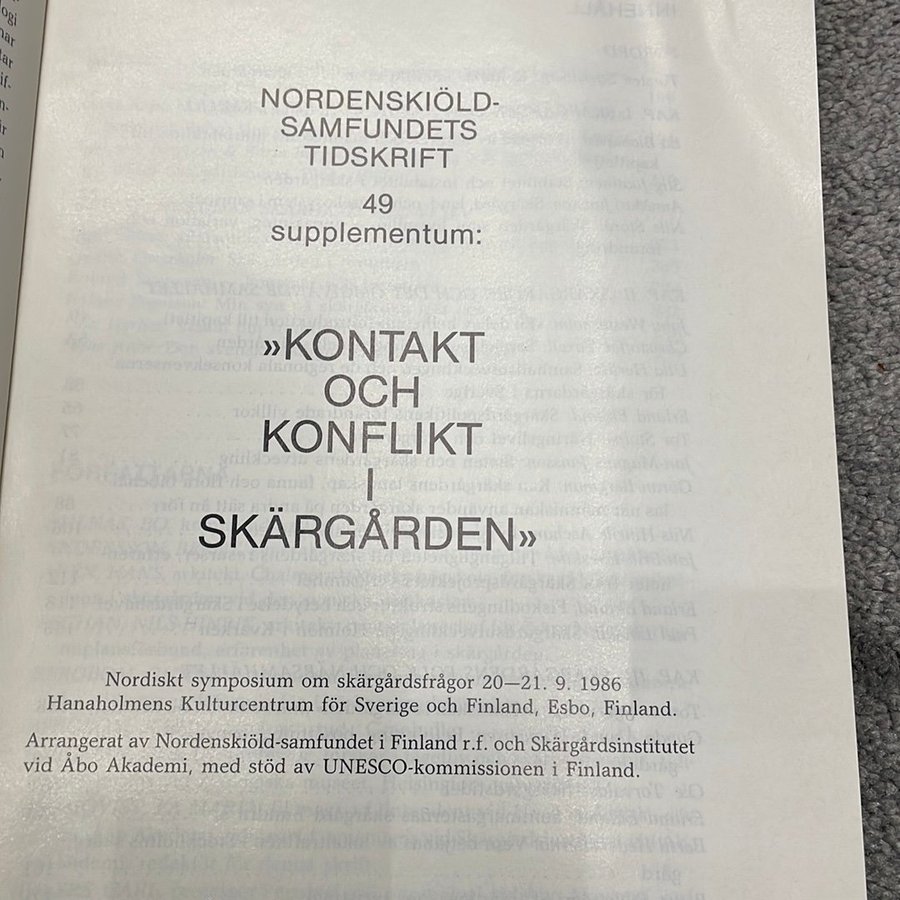 NORDENSKIÖLD-
SAMFUNDETS
TIDSKRIFT
49
supplementum:
»KONTAKT
OCH
KONFLIKT
I
SKÄRGÅRDEN»
Nordiskt symposium om skärgårdsfrågor 20—21. 9. 1986
Hanaholmens Kulturcentrum för Sverige och Finland, Esbo, Finland.
Arrangerat av Nordenskiöld-samfundet i Finland r.f. och Skärgårdsinstitutet
vid Åbo Akademi, med stöd av UNESCO-kommissionen i Finland.